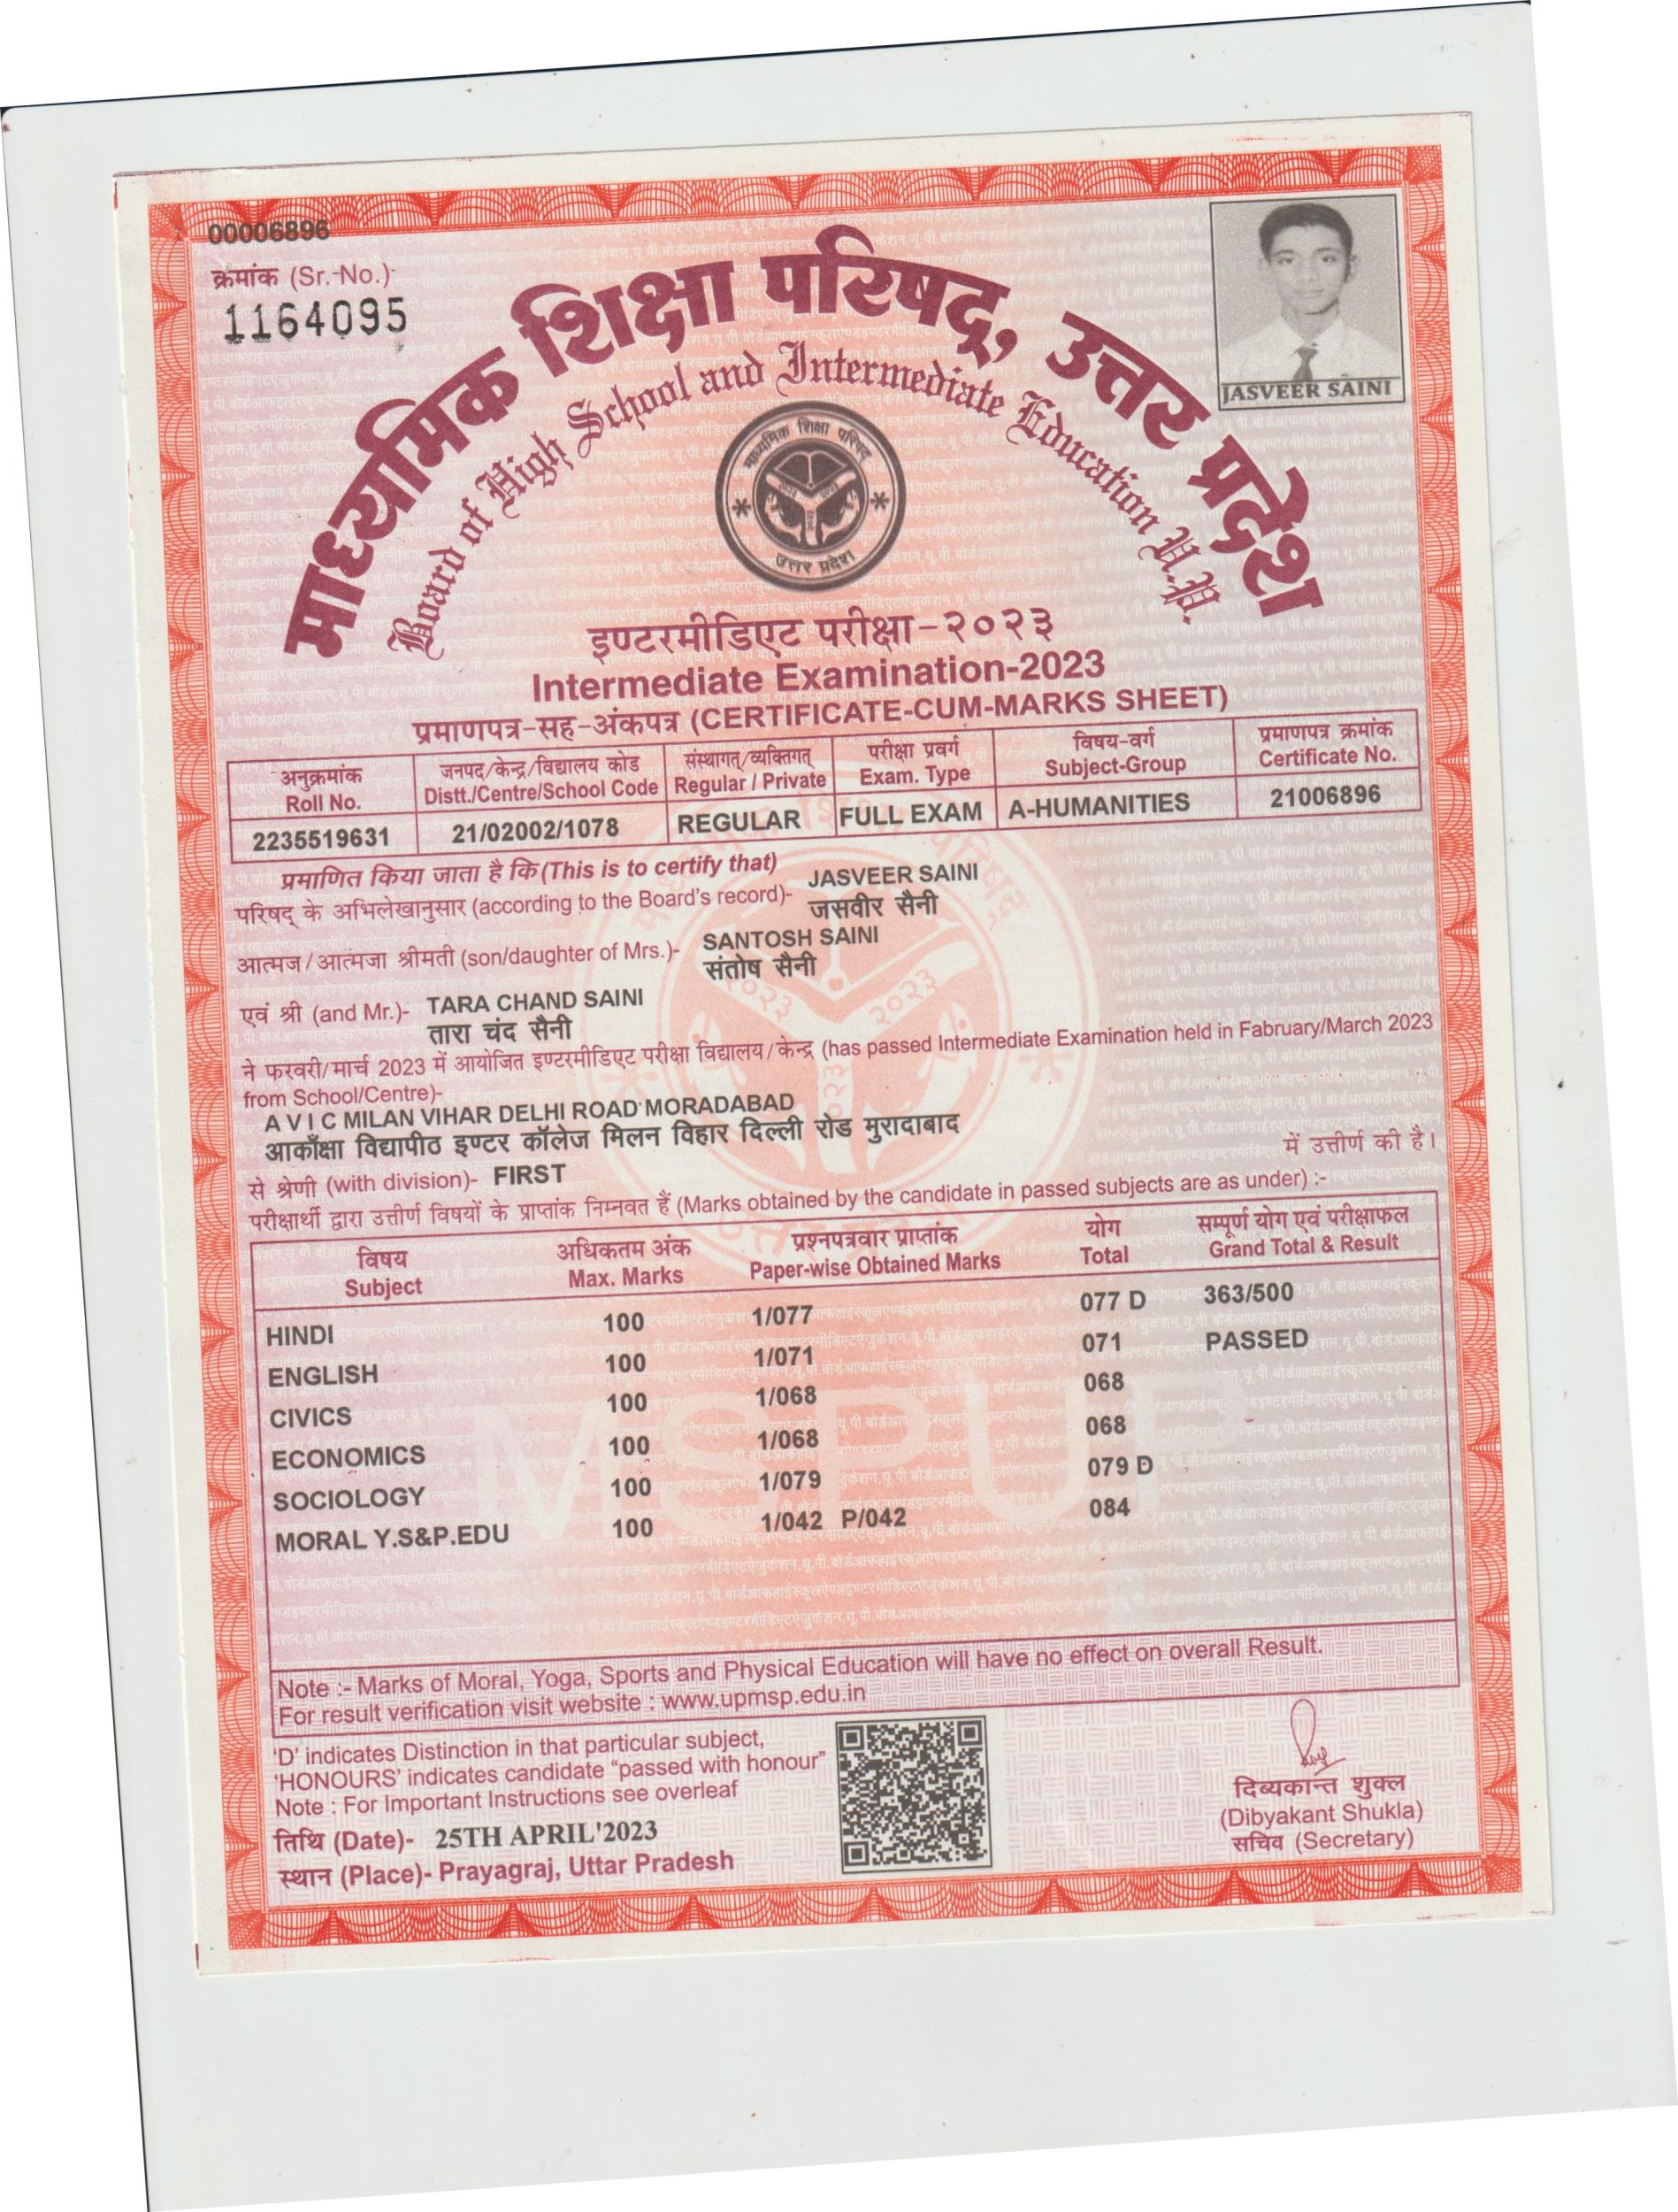 00006896
क्रमांक (Sr. No.)
1164095
माध्यमिक शिक्षा परिषद्, उत्तर प्रदेश
Board of High School and Intermediate Education U.P.
JASVEER SAINI
माध्यमिक शिक्षा परिषद्
उत्तर प्रदेश
इण्टरमीडिएट परीक्षा-२०२३
Intermediate Examination-2023
प्रमाणपत्र-सह-अंकपत्र (CERTIFICATE-CUM-MARKS SHEET)
अनुक्रमांक जनपद/केन्द्र/विद्यालय कोड संस्थागत्/व्यक्तिगत् परीक्षा प्रवर्ग विषय-वर्ग प्रमाणपत्र क्रमांक
Roll No. Distt./Centre/School Code Regular / Private Exam. Type Subject-Group Certificate No.
2235519631 21/02002/1078 REGULAR FULL EXAM A-HUMANITIES 21006896
प्रमाणित किया जाता है कि (This is to certify that) JASVEER SAINI
परिषद् के अभिलेखानुसार (according to the Board's record)- जसवीर सैनी
आत्मज/आत्मजा श्रीमती (son/daughter of Mrs.)- SANTOSH SAINI
संतोष सैनी
एवं श्री (and Mr.)- TARA CHAND SAINI
तारा चंद सैनी
ने फरवरी/मार्च 2023 में आयोजित इण्टरमीडिएट परीक्षा विद्यालय/केन्द्र (has passed Intermediate Examination held in Fabruary/March 2023
from School/Centre)-
A V I C MILAN VIHAR DELHI ROAD MORADABAD
आकाँक्षा विद्यापीठ इण्टर कॉलेज मिलन विहार दिल्ली रोड मुरादाबाद
में उत्तीर्ण की है।
से श्रेणी (with division)- FIRST
परीक्षार्थी द्वारा उत्तीर्ण विषयों के प्राप्तांक निम्नवत हैं (Marks obtained by the candidate in passed subjects are as under) :-
विषय अधिकतम अंक प्रश्नपत्रवार प्राप्तांक योग सम्पूर्ण योग एवं परीक्षाफल
Subject Max. Marks Paper-wise Obtained Marks Total Grand Total & Result
HINDI 100 1/077 077 D 363/500
ENGLISH 100 1/071 071 PASSED
CIVICS 100 1/068 068
ECONOMICS 100 1/068 068
SOCIOLOGY 100 1/079 079 D
MORAL Y.S&P.EDU 100 1/042 P/042 084
Note :- Marks of Moral, Yoga, Sports and Physical Education will have no effect on overall Result.
For result verification visit website : www.upmsp.edu.in
'D' indicates Distinction in that particular subject,
'HONOURS' indicates candidate "passed with honour"
Note : For Important Instructions see overleaf
तिथि (Date)- 25TH APRIL'2023
स्थान (Place)- Prayagraj, Uttar Pradesh
दिब्यकान्त शुक्ल
(Dibyakant Shukla)
सचिव (Secretary)